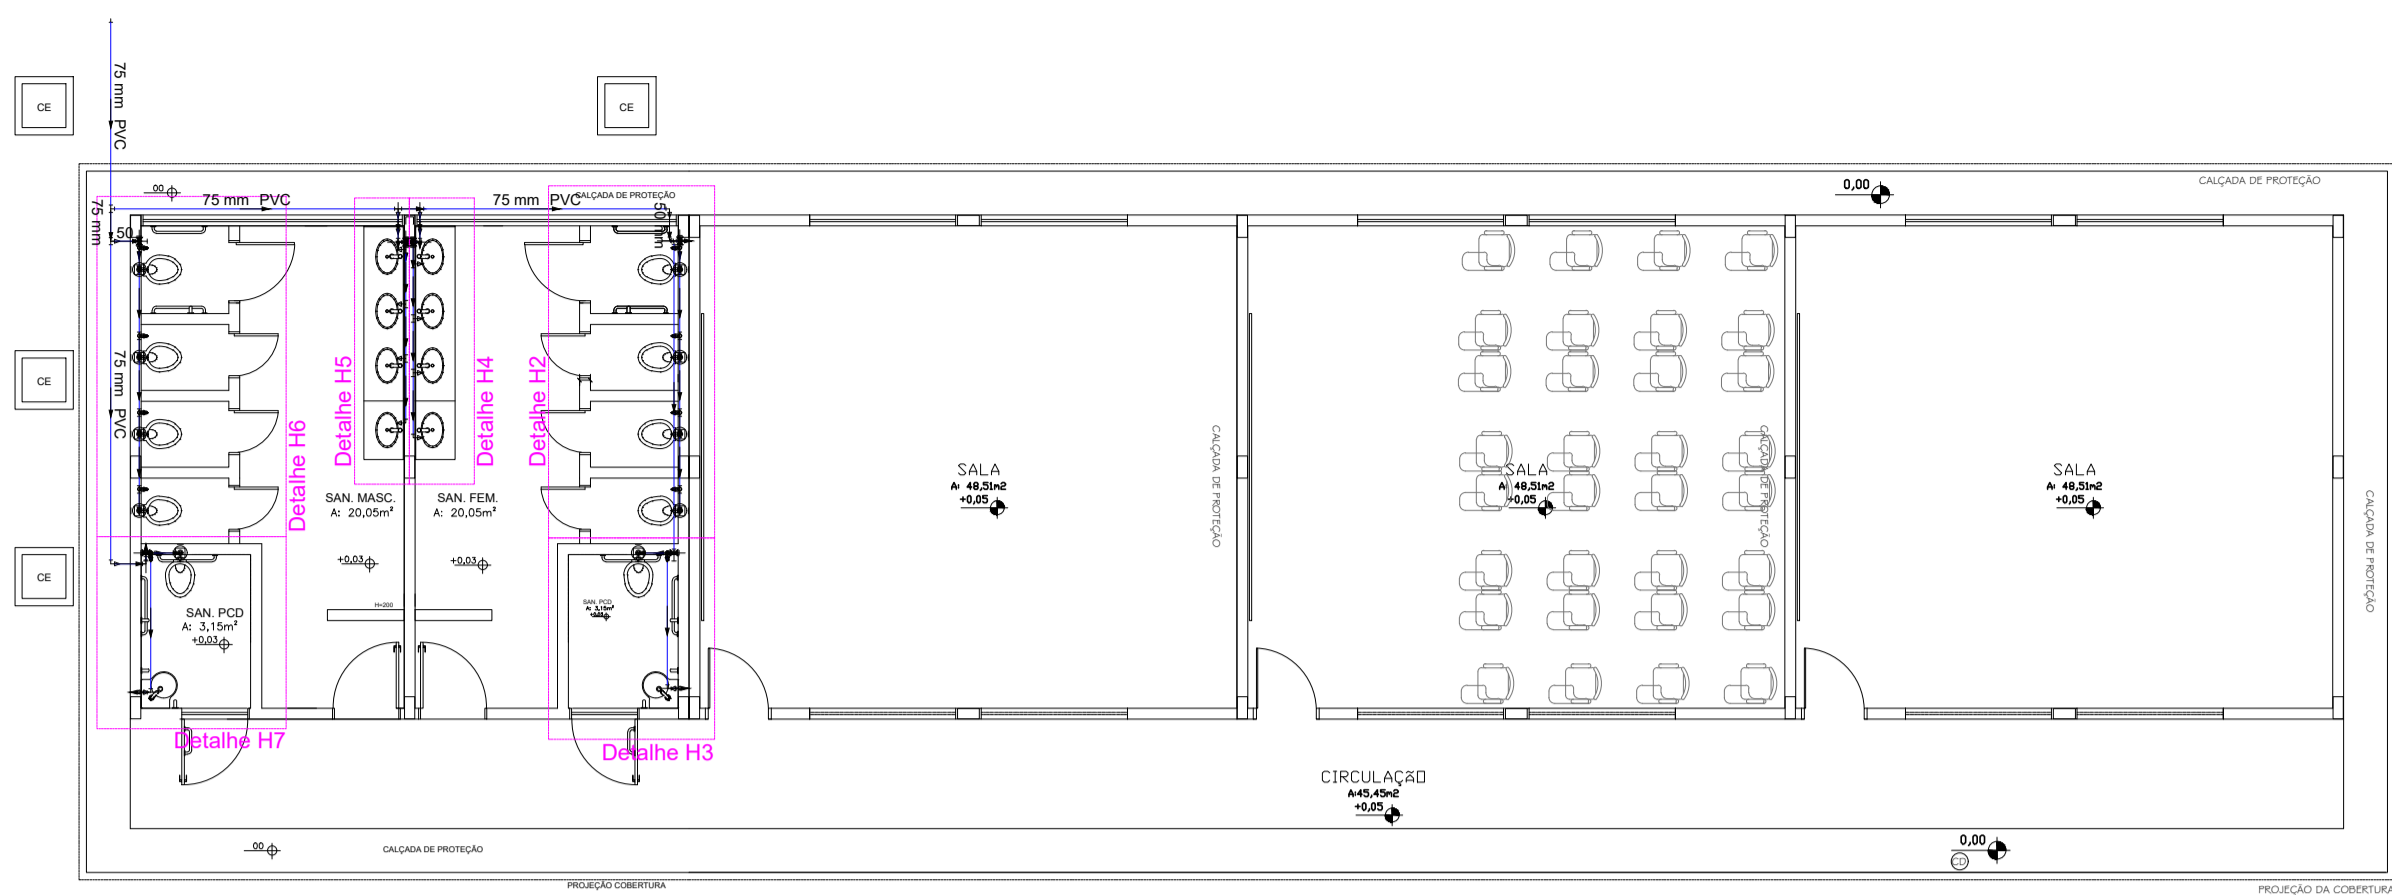 75 mm PVC
CE
CE
00
75 mm PVC
75 mm PVC
CALÇADA DE PROTEÇÃO
0,00
CALÇADA DE PROTEÇÃO
75 mm
50
50 mm
75 mm PVC
CE
Detalhe H6
Detalhe H5
Detalhe H4
Detalhe H2
CALÇADA DE PROTEÇÃO
CALÇADA DE PROTEÇÃO
CALÇADA DE PROTEÇÃO
SALA
A: 48,51m2
+0,05
SALA
A: 48,51m2
+0,05
SALA
A: 48,51m2
+0,05
SAN. MASC.
A: 20,05m²
+0,03
SAN. FEM.
A: 20,05m²
+0,03
CE
SAN. PCD
A: 3,15m²
+0,03
H=200
SAN. PCD
A: 3,15m²
+0,03
Detalhe H7
Detalhe H3
CIRCULAÇÃO
A:45,45m2
+0,05
00
CALÇADA DE PROTEÇÃO
0,00
CD
PROJEÇÃO COBERTURA
PROJEÇÃO DA COBERTURA